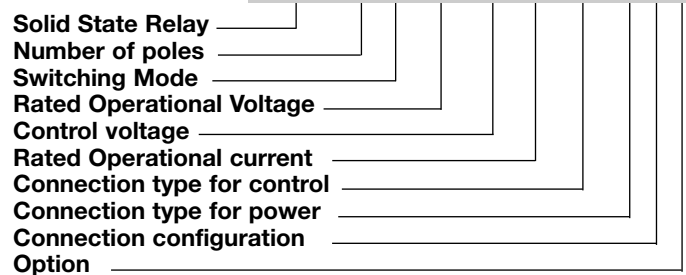 Solid State Relay
Number of poles
Switching Mode
Rated Operational Voltage
Control voltage
Rated Operational current
Connection type for control
Connection type for power
Connection configuration
Option